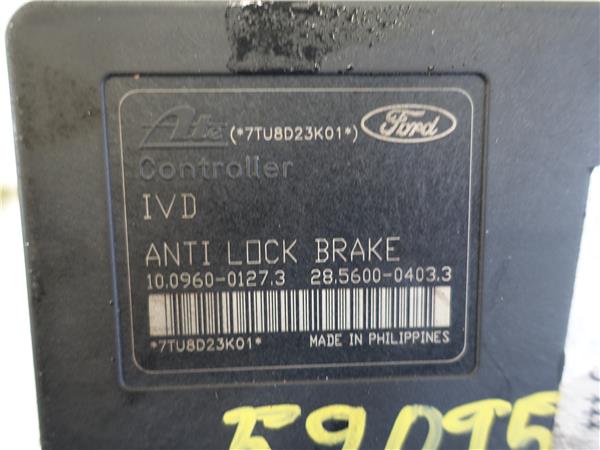 Ate (*7TU8D23K01*) Ford
Controller
IVD
ANTI LOCK BRAKE
10.0960-0127.3 28.5600-0403.3
*7TU8D23K01* MADE IN PHILIPPINES
59095